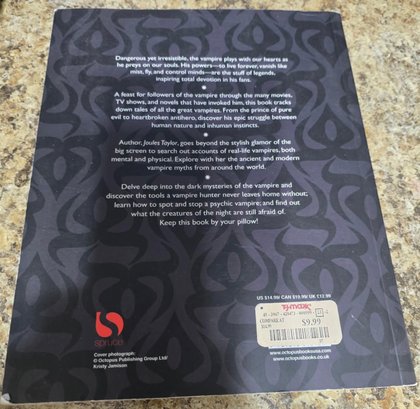 Dangerous yet irresistible, the vampire plays with our hearts as
he preys on our souls. His powers—to live forever, vanish like
mist, fly, and control minds—are the stuff of legends,
inspiring total devotion in his fans.
A feast for followers of the vampire through the many movies,
TV shows, and novels that have invoked him, this book tracks
down tales of all the great vampires. From the prince of pure
evil to heartbreaking antihero, discover his epic struggle between
human nature and inhuman instincts.
Author, Joules Taylor, goes beyond the stylish glamor of the
big screen to search out accounts of real-life vampires, both
mental and physical. Explore with her the ancient and modern
vampire myths from around the world.
Delve deep into the dark mysteries of the vampire and
discover the tools a vampire hunter never leaves home without;
learn how to spot and stop a psychic vampire; and find out
what the creatures of the night are still afraid of.
Keep this book by your pillow!
US $14.99/ CAN $19.99/ UK £12.99
T.J.maxx
COMPARE AT
$9.99
spruce
Cover photograph:
© Octopus Publishing Group Ltd/
Kristy Jamison
www.octopusbooksusa.com
www.octopusbooks.co.uk